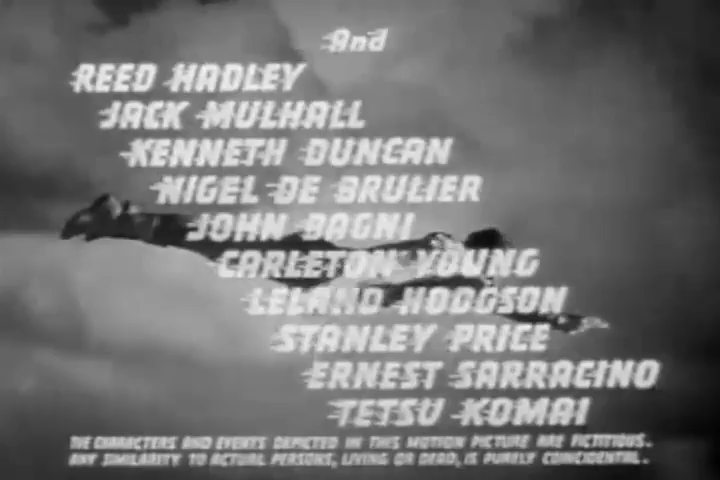 And
REED HADLEY
JACK MULHALL
KENNETH DUNCAN
NIGEL DE BRULIER
JOHN BAGNI
CARLETON YOUNG
LELAND HODGSON
STANLEY PRICE
ERNEST SARRACINO
TETSU KOMAI
THE CHARACTERS AND EVENTS DEPICTED IN THIS MOTION PICTURE ARE FICTITIOUS.
ANY SIMILARITY TO ACTUAL PERSONS, LIVING OR DEAD, IS PURELY COINCIDENTAL.